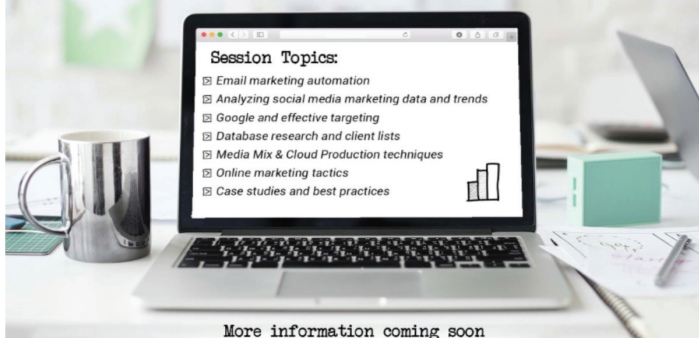 Session Topics:
Email marketing automation
Analyzing social media marketing data and trends
Google and effective targeting
Database research and client lists
Media Mix & Cloud Production techniques
Online marketing tactics
Case studies and best practices
More information coming soon